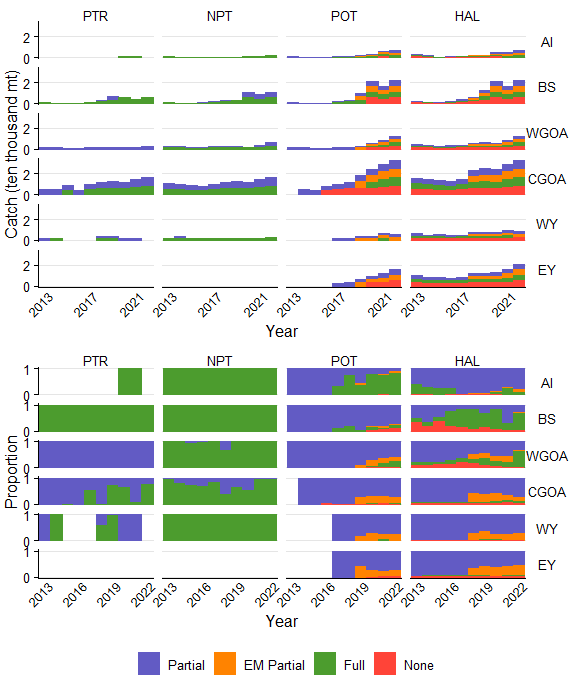 PTR NPT POT HAL
2
0
AI
2
0
BS
2
0
WGOA
2
0
CGOA
2
0
WY
2
0
EY
Catch (ten thousand mt)
2013 2017 2021 2013 2017 2021 2013 2017 2021 2013 2017 2021
Year
PTR NPT POT HAL
1
0
AI
1
0
BS
1
0
WGOA
1
0
CGOA
1
0
WY
1
0
EY
Proportion
2013 2016 2019 2022 2013 2016 2019 2022 2013 2016 2019 2022 2013 2016 2019 2022
Year
Partial EM Partial Full None